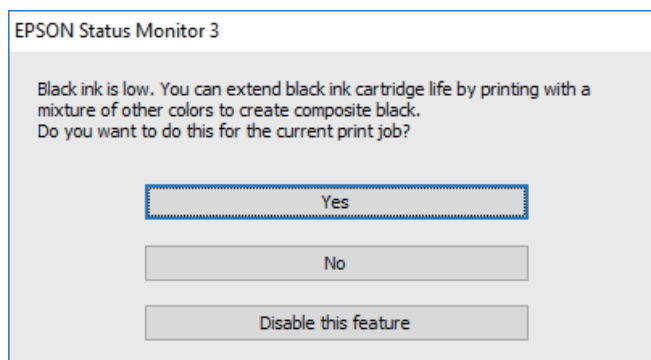 EPSON Status Monitor 3
Black ink is low. You can extend black ink cartridge life by printing with a
mixture of other colors to create composite black.
Do you want to do this for the current print job?
Yes
No
Disable this feature